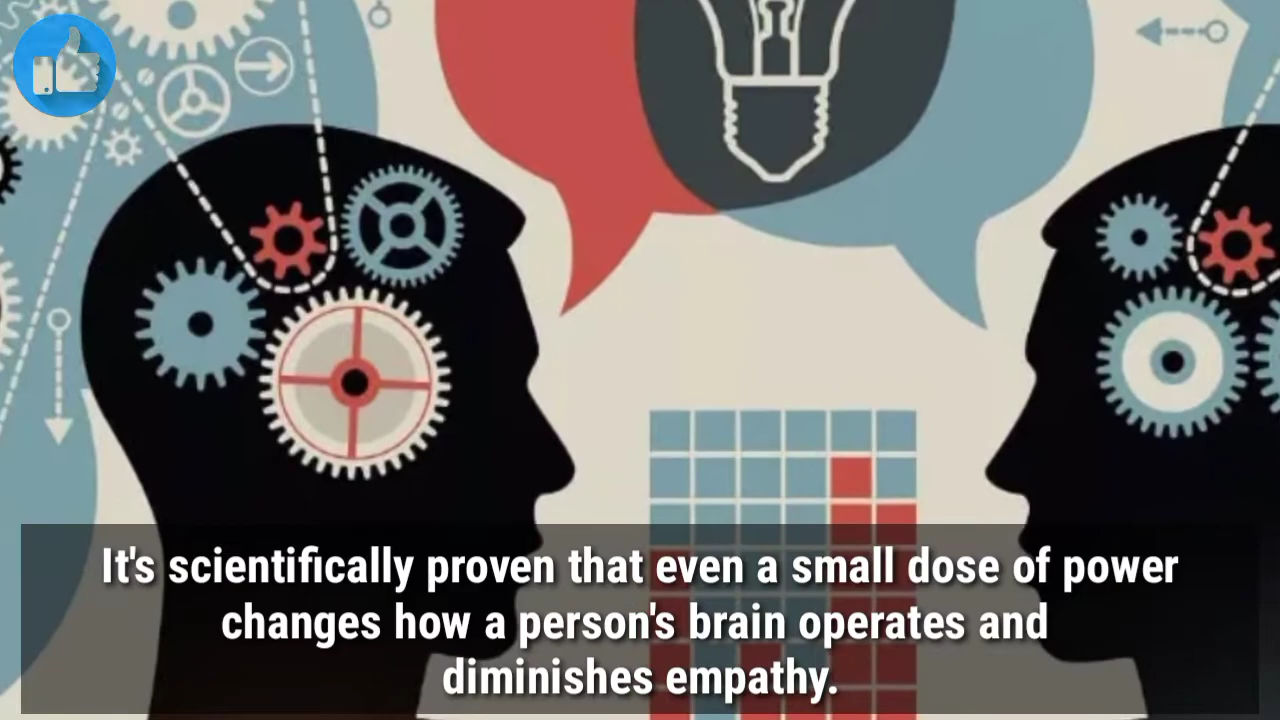 It's scientifically proven that even a small dose of power
changes how a person's brain operates and
diminishes empathy.